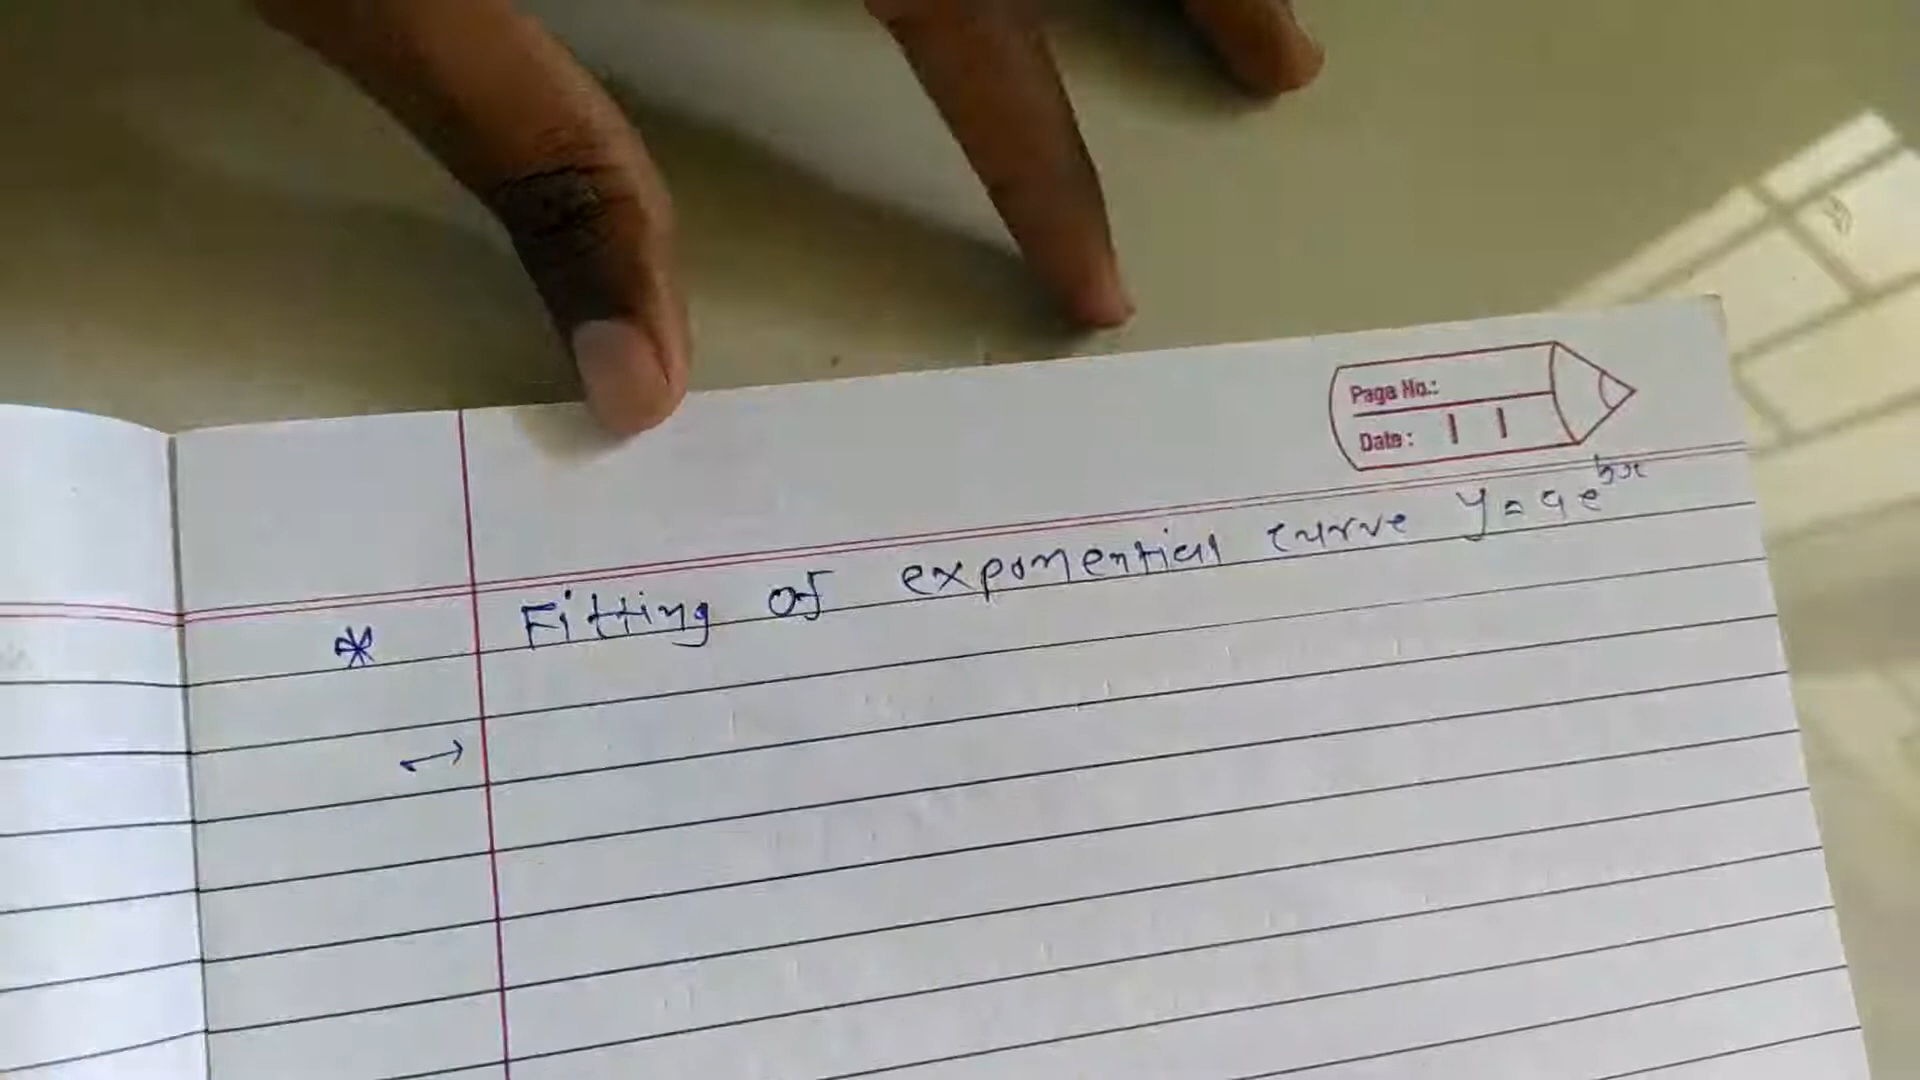 Page No.:
Date:
* Fitting of exponential curve y = ae^bx
→